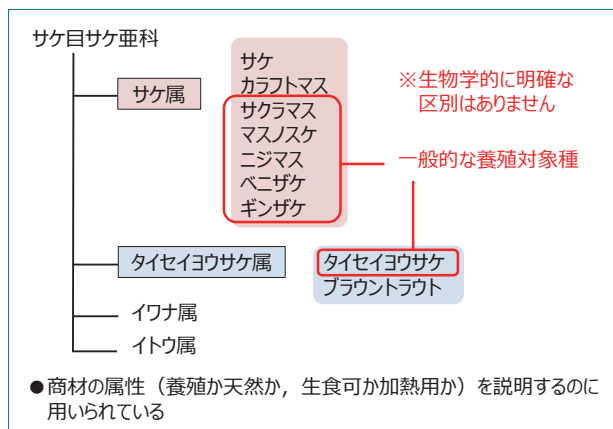 サケ目サケ亜科
サケ属
サケ
カラフトマス
サクラマス
マスノスケ
ニジマス
ベニザケ
ギンザケ
※生物学的に明確な
区別はありません
一般的な養殖対象種
タイセイヨウサケ属
タイセイヨウサケ
ブラウントラウト
イワナ属
イトウ属
●商材の属性（養殖か天然か，生食可か加熱用か）を説明するのに
用いられている